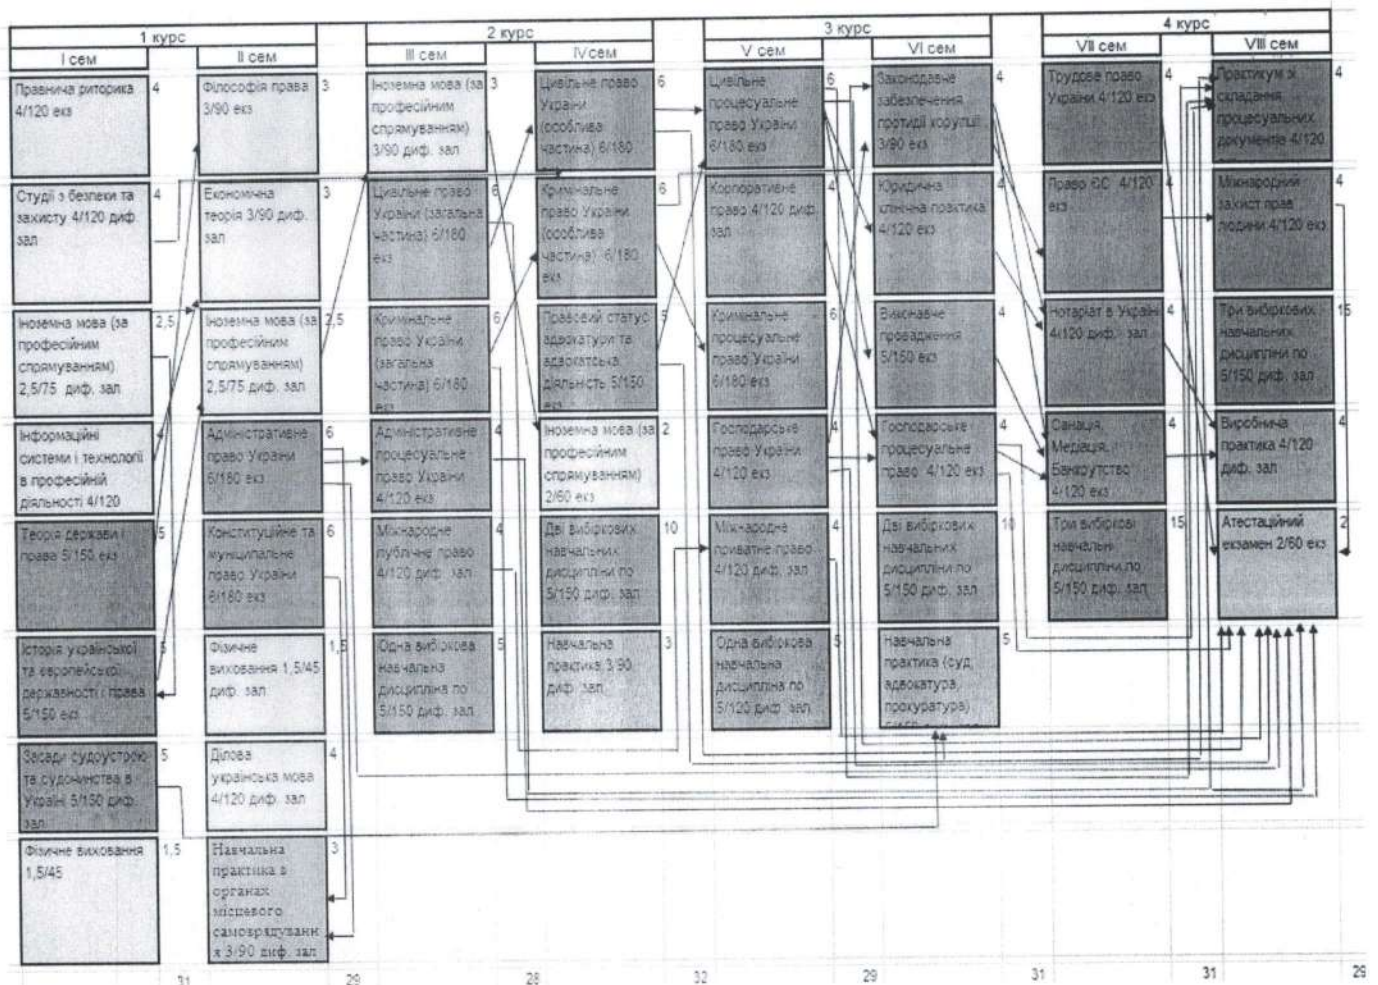 1 курс
2 курс
3 курс
4 курс
I сем
II сем
III сем
IV сем
V сем
VI сем
VII сем
VIII сем
Правнича риторика
4/120 екз
4
Студії з безпеки та
захисту 4/120 диф.
зал
4
Іноземна мова (за
професійним
спрямуванням)
2,5/75 диф. зал
2,5
Інформаційні
системи і технології
в професійній
діяльності 4/120
Теорія держави і
права 5/150 екз
5
Історія української
та європейської
державності і права
5/150 екз
5
Засади судоустрою
та судочинства в
Україні 5/150 диф.
зал
5
Фізичне виховання
1,5/45
1,5
31
Філософія права
3/90 екз
3
Економічна
теорія 3/90 диф.
зал
3
Іноземна мова (за
професійним
спрямуванням)
2,5/75 диф. зал
2,5
Адміністративне
право України
6/180 екз
6
Конституційне та
муніципальне
право України
6/180 екз
6
Фізичне
виховання 1,5/45
диф. зал
1,5
Ділова
українська мова
4/120 диф. зал
4
Навчальна
практика в
органах
місцевого
самоврядуванн
я 3/90 диф. зал
3
29
Іноземна мова (за
професійним
спрямуванням)
3/90 диф. зал
3
Цивільне право
України (загальна
частина) 6/180
екз
6
Кримінальне
право України
(загальна
частина) 6/180
екз
6
Адміністративне
процесуальне
право України
4/120 екз
4
Міжнародне
публічне право
4/120 диф. зал
4
Одна вибіркова
навчальна
дисципліна по
5/150 диф. зал
5
28
Цивільне право
України
(особлива
частина) 6/180
6
Кримінальне
право України
(особлива
частина) 6/180
екз
6
Правовий статус
адвокатури та
адвокатська
діяльність 5/150
екз
5
Іноземна мова (за
професійним
спрямуванням)
2/60 екз
2
Дві вибіркових
навчальних
дисципліни по
5/150 диф. зал
10
Навчальна
практика 3/90
диф. зал
3
32
Цивільне
процесуальне
право України
6/180 екз
6
Корпоративне
право 4/120 диф.
зал
4
Кримінальне
процесуальне
право України
6/180 екз
6
Господарське
право України
4/120 екз
4
Міжнародне
приватне право
4/120 диф. зал
4
Одна вибіркова
навчальна
дисципліна по
5/120 диф. зал
5
29
Законодавче
забезпечення
протидії корупції
3/90 екз
4
Юридична
клінічна практика
4/120 екз
4
Виконавче
провадження
5/150 екз
4
Господарське
процесуальне
право 4/120 екз
4
Дві вибіркових
навчальних
дисципліни по
5/150 диф. зал
10
Навчальна
практика (суд,
адвокатура,
прокуратура)
5
31
Трудове право
України 4/120 екз
4
Право ЄС 4/120
екз
4
Нотаріат в Україні
4/120 диф. зал
4
Санація,
Медіація,
Банкрутство
4/120 екз
4
Три вибіркові
навчальні
дисципліни по
5/150 диф. зал
15
31
Практикум зі
складання
процесуальних
документів 4/120
4
Міжнародний
захист прав
людини 4/120 екз
4
Три вибіркових
навчальних
дисципліни по
5/150 диф. зал
15
Виробнича
практика 4/120
диф. зал
4
Атестаційний
екзамен 2/60 екз
2
29